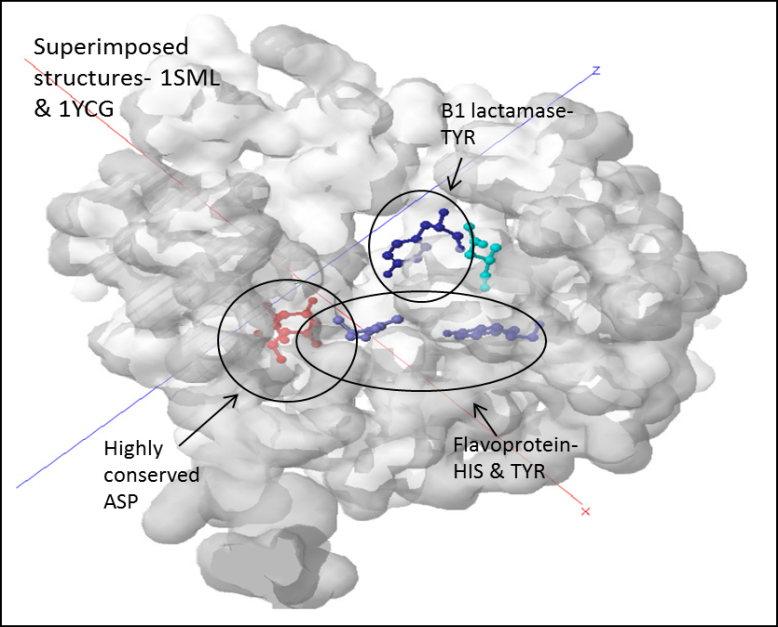 Superimposed
structures- 1SML
& 1YCG
z
B1 lactamase-
TYR
Highly
conserved
ASP
Flavoprotein-
HIS & TYR
x